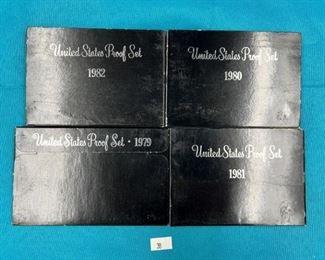 United States Proof Set
1982
United States Proof Set
1980
United States Proof Set • 1979
United States Proof Set
1981